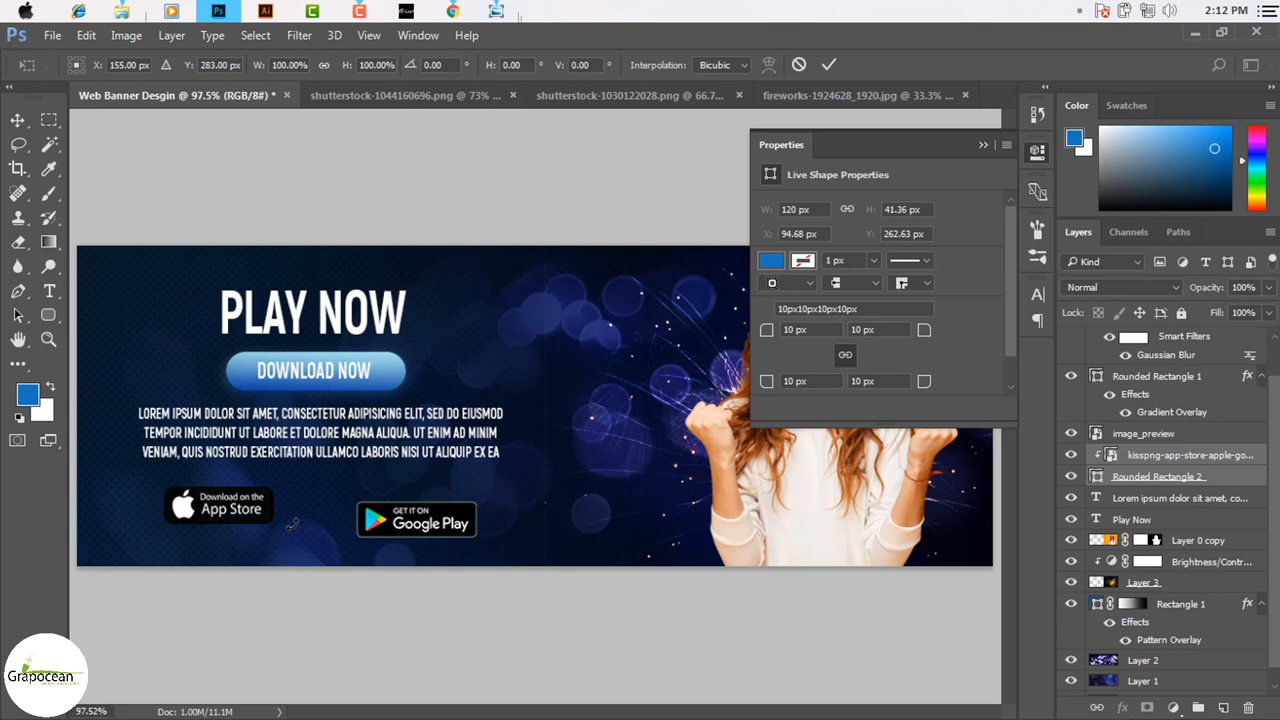 2:12 PM
Ps File Edit Image Layer Type Select Filter 3D View Window Help
X: 155.00 px Y: 283.00 px W: 100.00% H: 100.00% 0.00 ° H: 0.00 ° V: 0.00 ° Interpolation: Bicubic
Web Banner Desgin @ 97.5% (RGB/8#) * × shutterstock-1044160696.png @ 73% ... × shutterstock-1030122028.png @ 66.7... × fireworks-1924628_1920.jpg @ 33.3% ... ×
Color Swatches
Properties
Live Shape Properties
W: 120 px H: 41.36 px
X: 94.68 px Y: 262.63 px
1 px
10px10px10px10px
10 px 10 px
10 px 10 px
PLAY NOW
DOWNLOAD NOW
LOREM IPSUM DOLOR SIT AMET, CONSECTETUR ADIPISICING ELIT, SED DO EIUSMOD
TEMPOR INCIDIDUNT UT LABORE ET DOLORE MAGNA ALIQUA. UT ENIM AD MINIM
VENIAM, QUIS NOSTRUD EXERCITATION ULLAMCO LABORIS NISI UT ALIQUIP EX EA
Download on the
App Store
GET IT ON
Google Play
Layers Channels Paths
Kind
Normal Opacity: 100%
Lock: Fill: 100%
Smart Filters
Gaussian Blur
Rounded Rectangle 1 fx
Effects
Gradient Overlay
image_preview
kisspng-app-store-apple-go...
Rounded Rectangle 2
Lorem ipsum dolor sit amet, co...
Play Now
Layer 0 copy
Brightness/Contr...
Layer 3
Rectangle 1 fx
Effects
Pattern Overlay
Layer 2
Layer 1
fx
Grapocean
97.52% Doc: 1.00M/11.1M